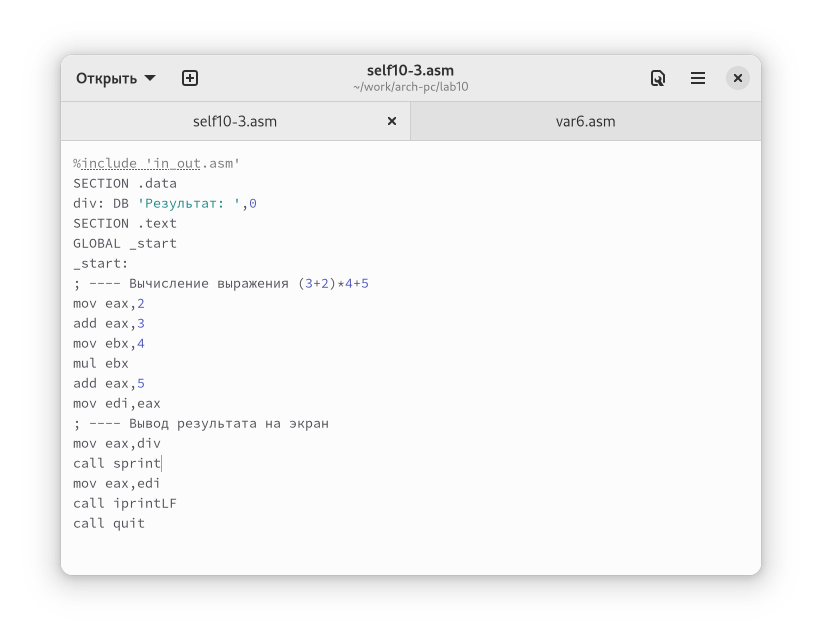 Открыть
self10-3.asm
~/work/arch-pc/lab10
self10-3.asm
var6.asm
%include 'in_out.asm'
SECTION .data
div: DB 'Результат: ',0
SECTION .text
GLOBAL _start
_start:
; ---- Вычисление выражения (3+2)*4+5
mov eax,2
add eax,3
mov ebx,4
mul ebx
add eax,5
mov edi,eax
; ---- Вывод результата на экран
mov eax,div
call sprint
mov eax,edi
call iprintLF
call quit